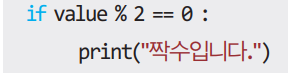 if value % 2 == 0 :
    print("짝수입니다.")